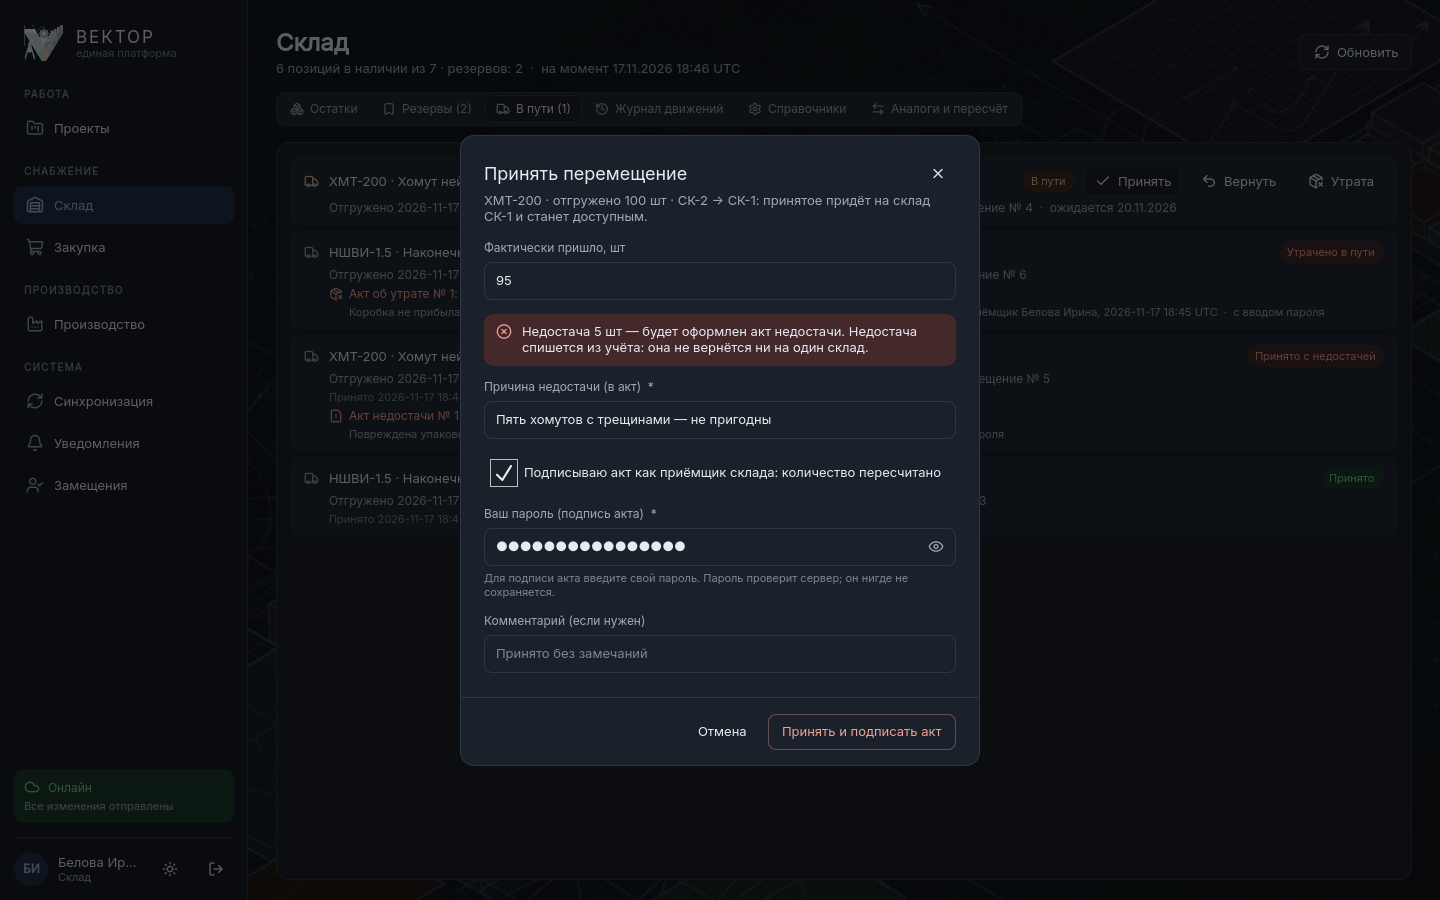 ВЕКТОР
единая платформа
РАБОТА
Проекты
СНАБЖЕНИЕ
Склад
Закупка
ПРОИЗВОДСТВО
Производство
СИСТЕМА
Синхронизация
Уведомления
Замещения
Онлайн
Все изменения отправлены
БИ
Белова Ир...
Склад
Склад
6 позиций в наличии из 7 · резервов: 2 · на момент 17.11.2026 18:46 UTC
Обновить
Остатки
Резервы (2)
В пути (1)
Журнал движений
Справочники
Аналоги и пересчёт
ХМТ-200 · Хомут ней
В пути
Принять
Вернуть
Утрата
Отгружено 2026-11-17
ение № 4 · ожидается 20.11.2026
НШВИ-1.5 · Наконечн
Утрачено в пути
Отгружено 2026-11-17
ние № 6
Акт об утрате № 1:
Коробка не прибыла
ёмщик Белова Ирина, 2026-11-17 18:45 UTC · с вводом пароля
ХМТ-200 · Хомут ней
Принято с недостачей
Отгружено 2026-11-17
ещение № 5
Принято 2026-11-17 18:4
Акт недостачи № 1
Повреждена упаковк
роля
НШВИ-1.5 · Наконечн
Принято
Отгружено 2026-11-17
3
Принято 2026-11-17 18:4
Принять перемещение
ХМТ-200 · отгружено 100 шт · СК-2 → СК-1: принятое придёт на склад
СК-1 и станет доступным.
Фактически пришло, шт
95
Недостача 5 шт — будет оформлен акт недостачи. Недостача
спишется из учёта: она не вернётся ни на один склад.
Причина недостачи (в акт) *
Пять хомутов с трещинами — не пригодны
Подписываю акт как приёмщик склада: количество пересчитано
Ваш пароль (подпись акта) *
●●●●●●●●●●●●●●●●
Для подписи акта введите свой пароль. Пароль проверит сервер; он нигде не
сохраняется.
Комментарий (если нужен)
Принято без замечаний
Отмена
Принять и подписать акт